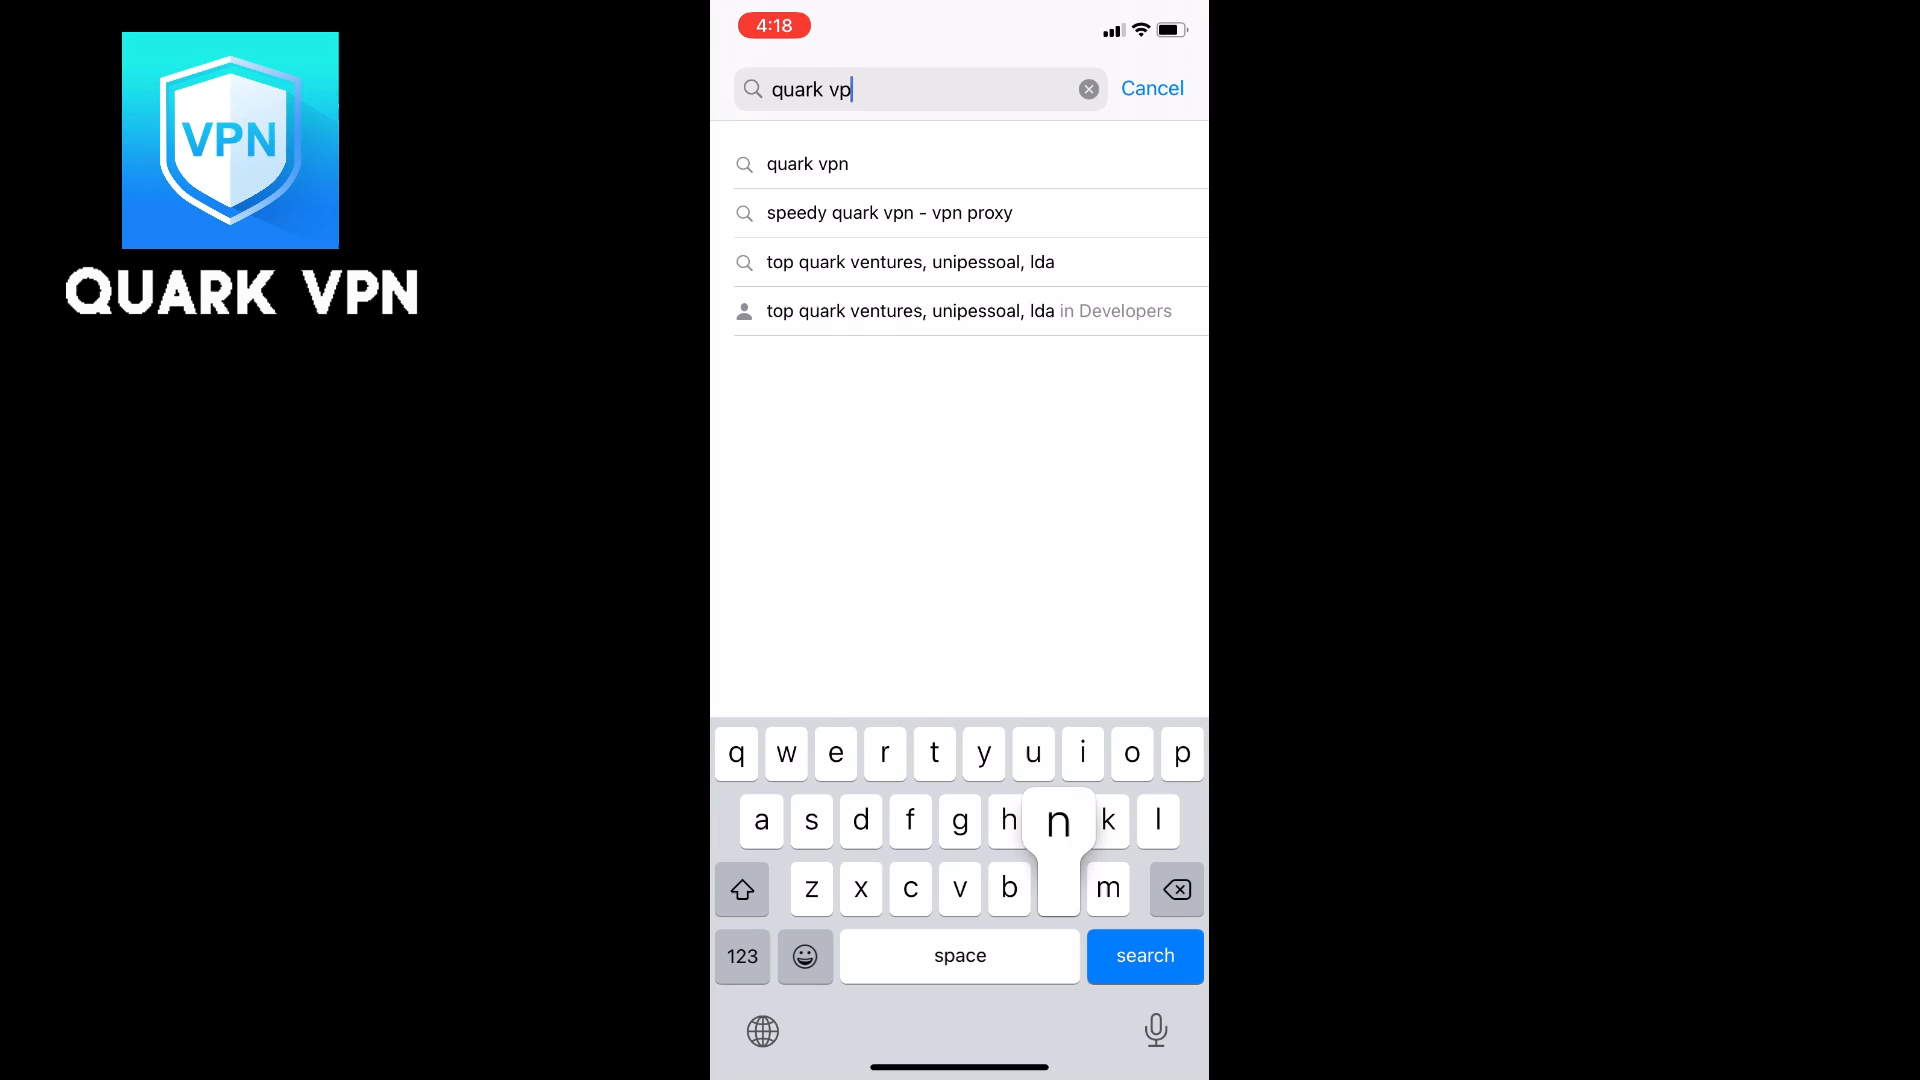 VPN
QUARK VPN
4:18
quark vp
Cancel
quark vpn
speedy quark vpn - vpn proxy
top quark ventures, unipessoal, lda
top quark ventures, unipessoal, lda in Developers
q w e r t y u i o p
a s d f g h n k l
z x c v b m
123 space search